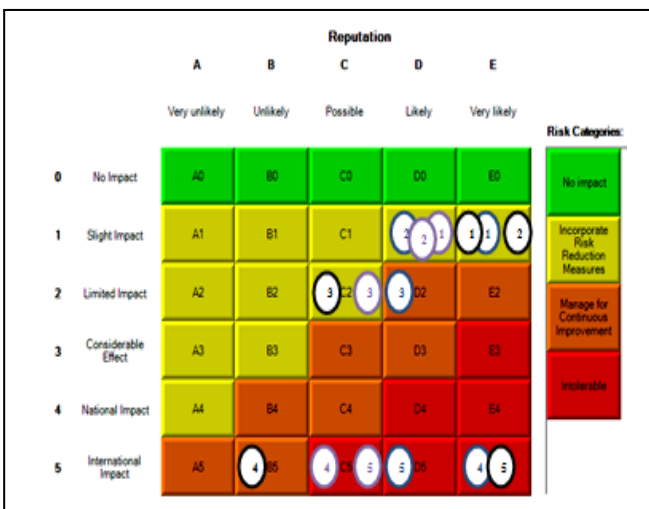 Reputation
A B C D E
Very unlikely Unlikely Possible Likely Very likely
Risk Categories:
0 No Impact A0 B0 C0 D0 E0
No impact
1 Slight Impact A1 B1 C1 2 2 1 1 1 2
Incorporate
Risk
Reduction
Measures
2 Limited Impact A2 B2 3 C2 3 3 D2 E2
Manage for
Continuous
Improvement
3 Considerable
Effect A3 B3 C3 D3 E3
Intolerable
4 National Impact A4 B4 C4 D4 E4
5 International
Impact A5 4 B5 4 C5 5 5 D5 4 5